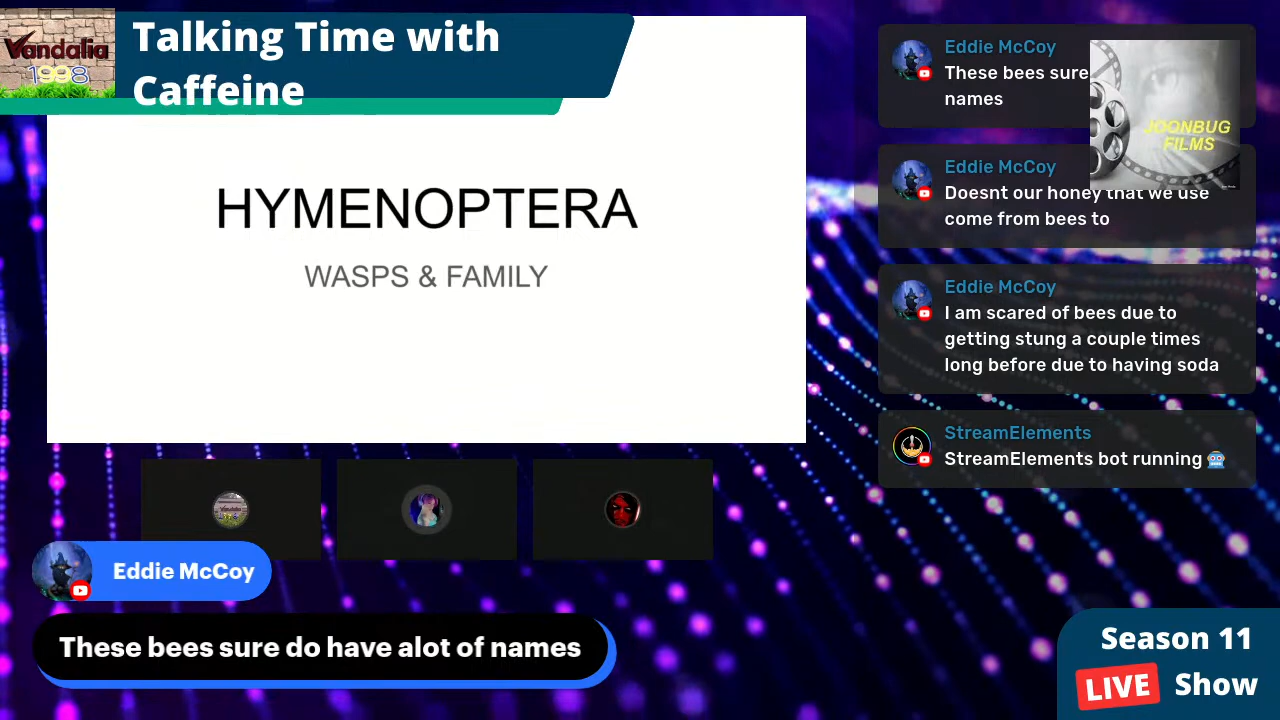 Vandalia
1998
Talking Time with
Caffeine
HYMENOPTERA
WASPS & FAMILY
Eddie McCoy
These bees sure do have alot of names
Eddie McCoy
These bees sure
names
JOONBUG
FILMS
Eddie McCoy
Doesnt our honey that we use
come from bees to
Eddie McCoy
I am scared of bees due to
getting stung a couple times
long before due to having soda
StreamElements
StreamElements bot running
Season 11
LIVE Show